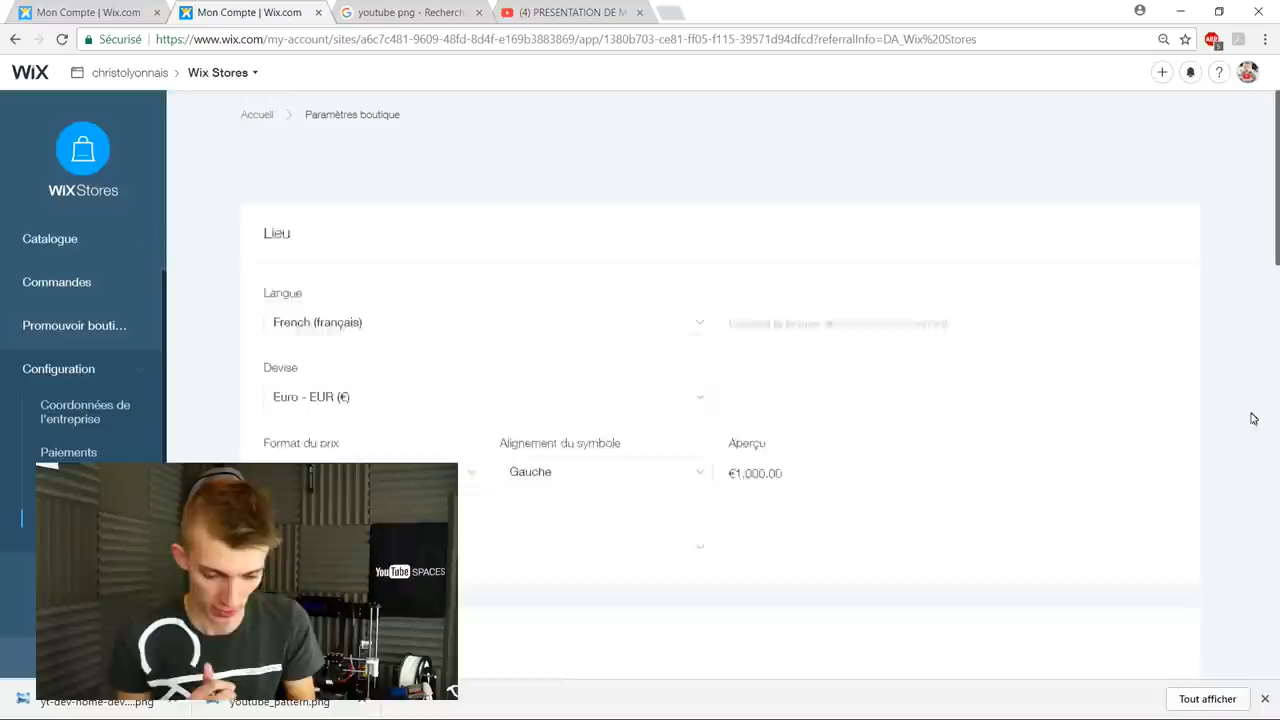 Mon Compte | Wix.com
Mon Compte | Wix.com
youtube png - Recherch
(4) PRESENTATION DE M
Sécurisé
https://www.wix.com/my-account/sites/a6c7c481-9609-48fd-8d4f-e169b3883869/app/1380b703-ce81-ff05-f115-39571d94dfcd?referralInfo=DA_Wix%20Stores
WiX
christolyonnais
Wix Stores
Accueil
Paramètres boutique
WiXStores
Catalogue
Commandes
Promouvoir bouti...
Configuration
Coordonnées de
l'entreprise
Paiements
Lieu
Langue
French (français)
Devise
Euro - EUR (€)
Format du prix
Alignement du symbole
Aperçu
Gauche
€1,000.00
YouTube SPACES
yt-dev-home-dev....png
youtube_pattern.png
Tout afficher